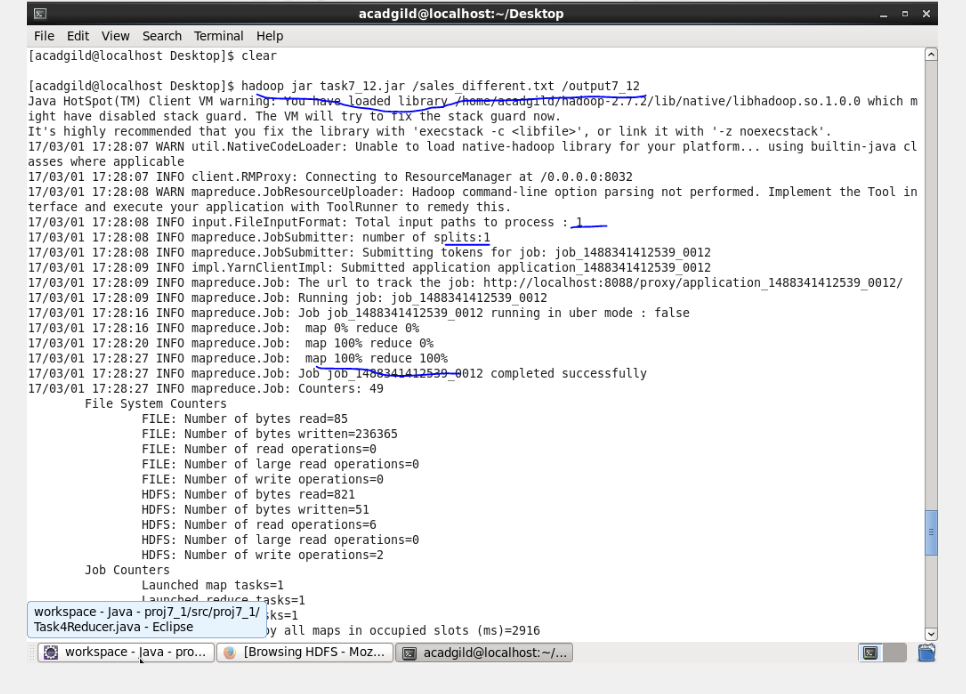 acadgild@localhost:~/Desktop
File Edit View Search Terminal Help
[acadgild@localhost Desktop]$ clear
[acadgild@localhost Desktop]$ hadoop jar task7_12.jar /sales_different.txt /output7_12
Java HotSpot(TM) Client VM warning: You have loaded library /home/acadgild/hadoop-2.7.2/lib/native/libhadoop.so.1.0.0 which m
ight have disabled stack guard. The VM will try to fix the stack guard now.
It's highly recommended that you fix the library with 'execstack -c <libfile>', or link it with '-z noexecstack'.
17/03/01 17:28:07 WARN util.NativeCodeLoader: Unable to load native-hadoop library for your platform... using builtin-java cl
asses where applicable
17/03/01 17:28:07 INFO client.RMProxy: Connecting to ResourceManager at /0.0.0.0:8032
17/03/01 17:28:08 WARN mapreduce.JobResourceUploader: Hadoop command-line option parsing not performed. Implement the Tool in
terface and execute your application with ToolRunner to remedy this.
17/03/01 17:28:08 INFO input.FileInputFormat: Total input paths to process : 1
17/03/01 17:28:08 INFO mapreduce.JobSubmitter: number of splits:1
17/03/01 17:28:08 INFO mapreduce.JobSubmitter: Submitting tokens for job: job_1488341412539_0012
17/03/01 17:28:09 INFO impl.YarnClientImpl: Submitted application application_1488341412539_0012
17/03/01 17:28:09 INFO mapreduce.Job: The url to track the job: http://localhost:8088/proxy/application_1488341412539_0012/
17/03/01 17:28:09 INFO mapreduce.Job: Running job: job_1488341412539_0012
17/03/01 17:28:16 INFO mapreduce.Job: Job job_1488341412539_0012 running in uber mode : false
17/03/01 17:28:16 INFO mapreduce.Job:  map 0% reduce 0%
17/03/01 17:28:20 INFO mapreduce.Job:  map 100% reduce 0%
17/03/01 17:28:27 INFO mapreduce.Job:  map 100% reduce 100%
17/03/01 17:28:27 INFO mapreduce.Job: Job job_1488341412539_0012 completed successfully
17/03/01 17:28:27 INFO mapreduce.Job: Counters: 49
File System Counters
FILE: Number of bytes read=85
FILE: Number of bytes written=236365
FILE: Number of read operations=0
FILE: Number of large read operations=0
FILE: Number of write operations=0
HDFS: Number of bytes read=821
HDFS: Number of bytes written=51
HDFS: Number of read operations=6
HDFS: Number of large read operations=0
HDFS: Number of write operations=2
Job Counters
Launched map tasks=1
Launched reduce tasks=1
sks=1
by all maps in occupied slots (ms)=2916
workspace - Java - proj7_1/src/proj7_1/
Task4Reducer.java - Eclipse
workspace - Java - pro... [Browsing HDFS - Moz... acadgild@localhost:~/...